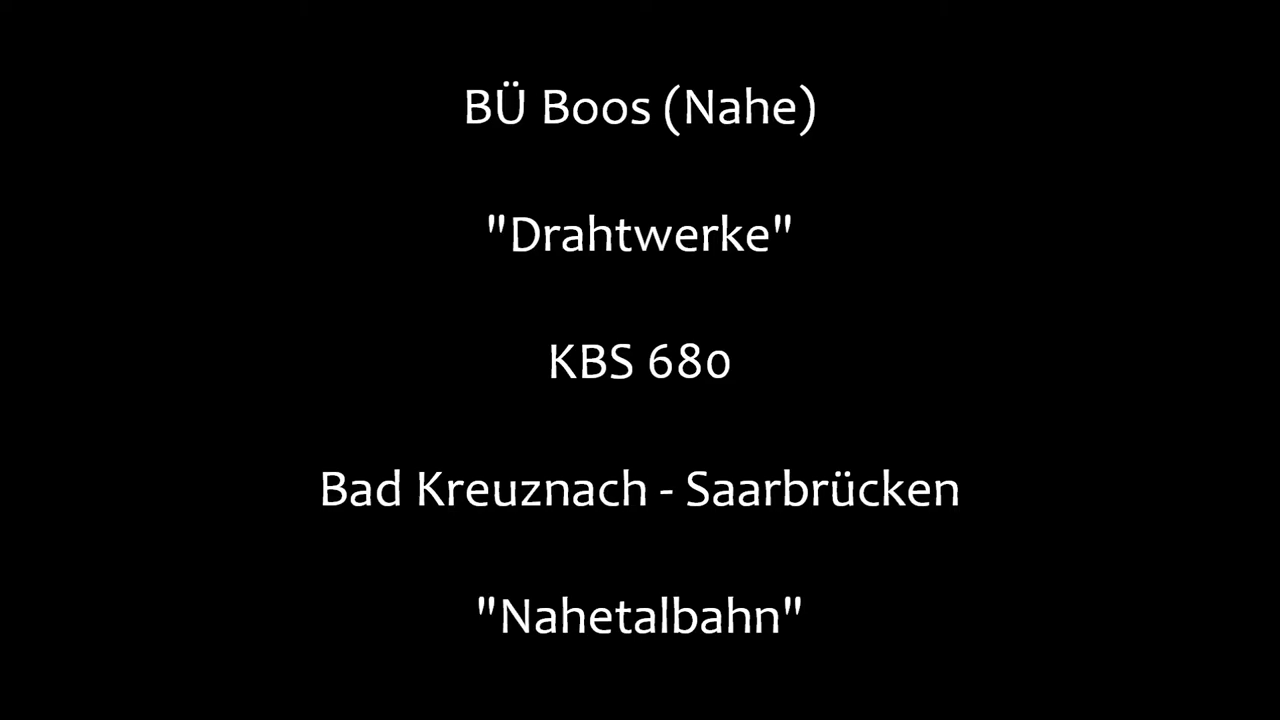 BÜ Boos (Nahe)
"Drahtwerke"
KBS 680
Bad Kreuznach - Saarbrücken
"Nahetalbahn"